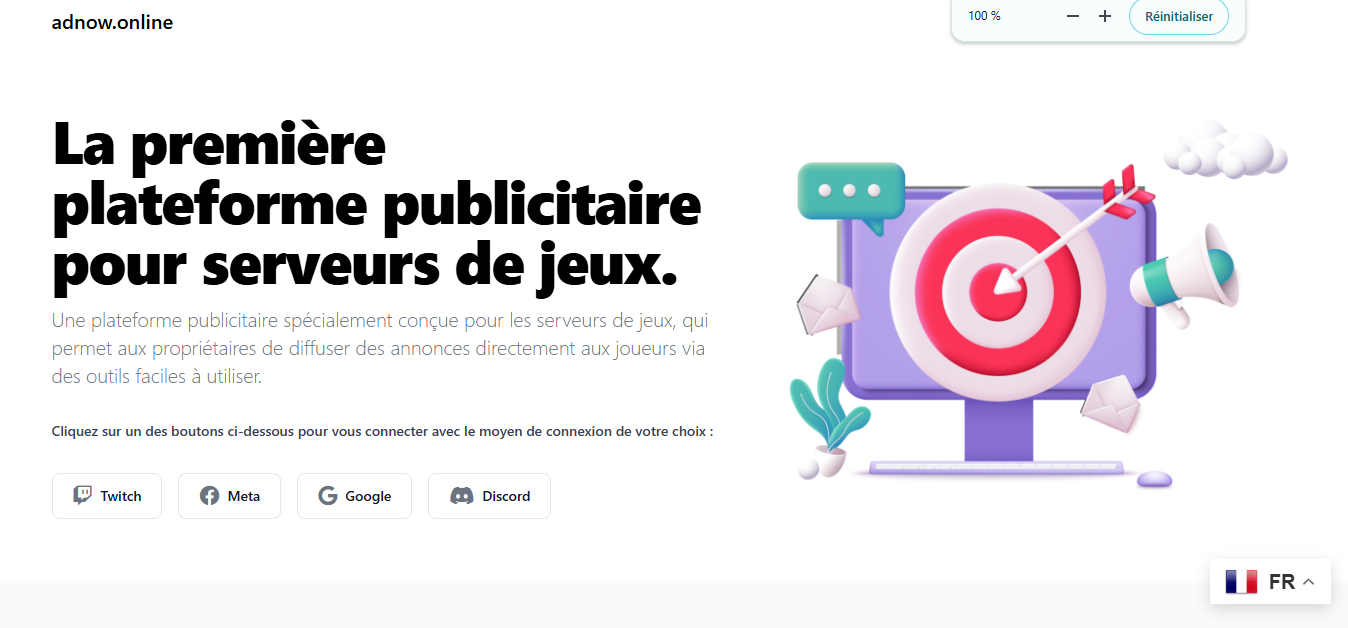 adnow.online
100 %
Réinitialiser
La première
plateforme publicitaire
pour serveurs de jeux.
Une plateforme publicitaire spécialement conçue pour les serveurs de jeux, qui
permet aux propriétaires de diffuser des annonces directement aux joueurs via
des outils faciles à utiliser.
Cliquez sur un des boutons ci-dessous pour vous connecter avec le moyen de connexion de votre choix :
Twitch
Meta
Google
Discord
FR